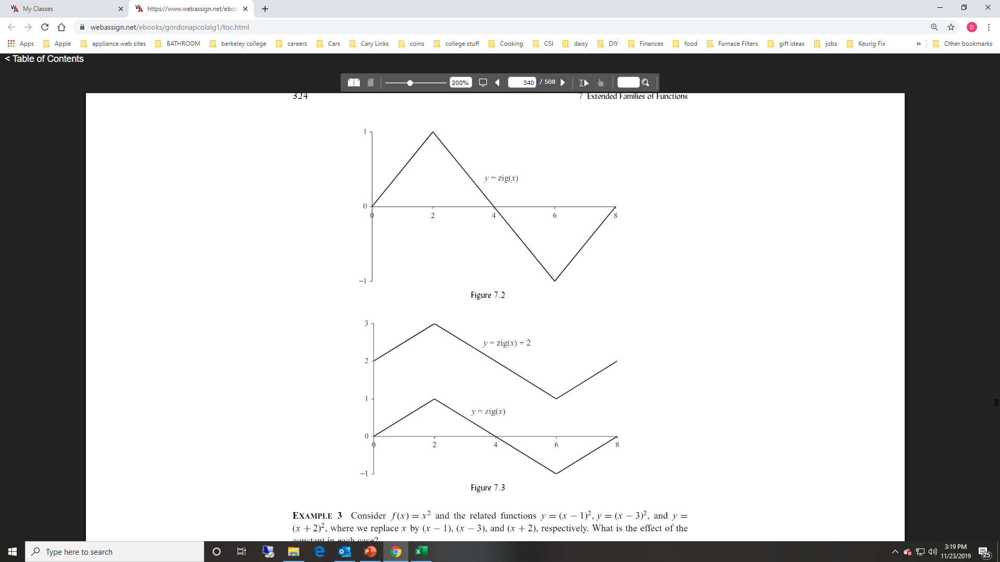 My Classes
https://www.webassign.net/eboo
webassign.net/ebooks/gordonapcolalg1/toc.html
D
Apps Apple appliance web sites BATHROOM berkeley college careers Cars Cary Links coins college stuff Cooking CSI daisy DIY Finances food Furnace Filters gift ideas jobs Keurig Fix » Other bookmarks
< Table of Contents
200% 340 / 508
324 7 Extended Families of Functions
1
y = zig(x)
0
0 2 4 6 8
−1
Figure 7.2
3
y = zig(x) + 2
2
1
y = zig(x)
0
0 2 4 6 8
−1
Figure 7.3
EXAMPLE 3 Consider f(x) = x² and the related functions y = (x − 1)², y = (x − 3)², and y =
(x + 2)², where we replace x by (x − 1), (x − 3), and (x + 2), respectively. What is the effect of the
constant in each case?
Type here to search
3:19 PM
11/23/2019
25